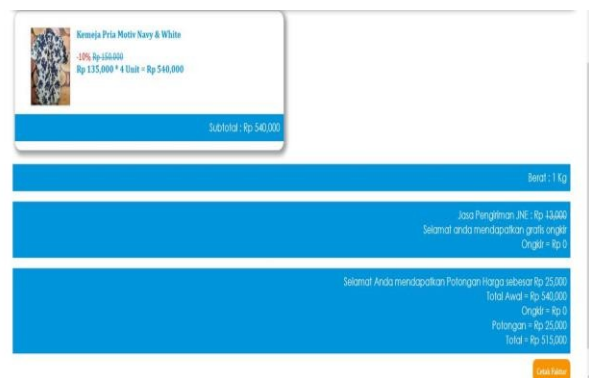 Kemeja Pria Motiv Navy & White
-10% Rp 150,000
Rp 135,000 * 4 Unit = Rp 540,000
Subtotal : Rp 540,000
Berat : 1 Kg
Jasa Pengiriman JNE : Rp 13,000
Selamat anda mendapatkan gratis ongkir
Ongkir = Rp 0
Selamat Anda mendapatkan Potongan Harga sebesar Rp 25,000
Total Awal = Rp 540,000
Ongkir = Rp 0
Potongan = Rp 25,000
Total = Rp 515,000
Cetak Faktur